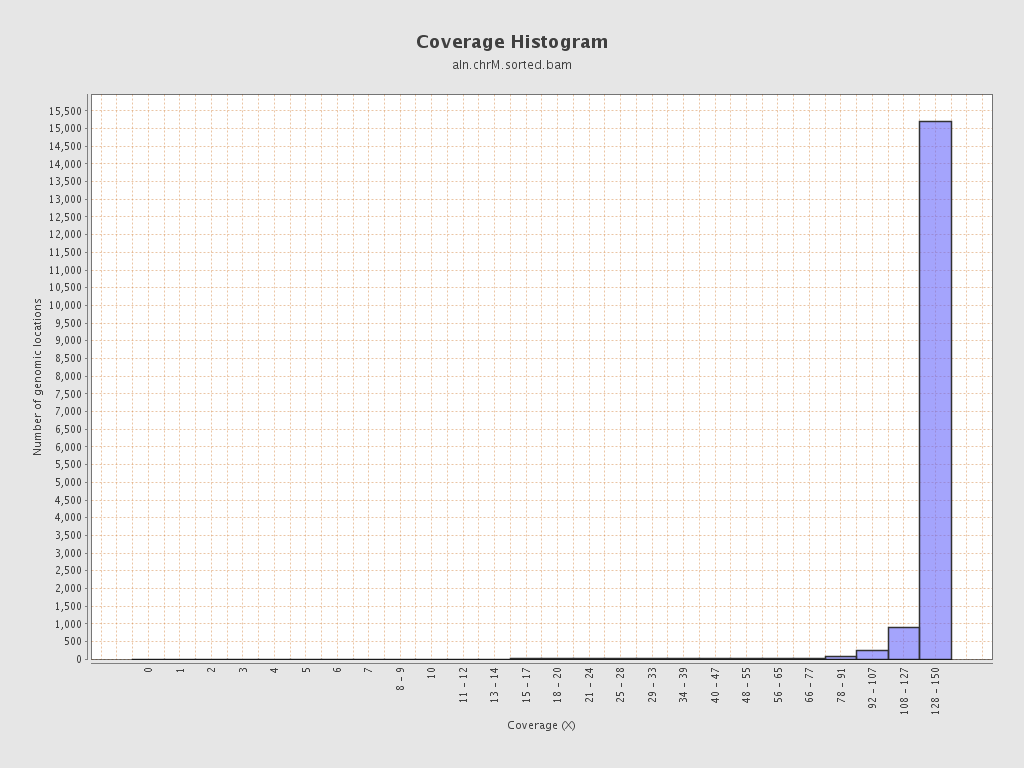 Coverage Histogram
aln.chrM.sorted.bam
Number of genomic locations
15,500
15,000
14,500
14,000
13,500
13,000
12,500
12,000
11,500
11,000
10,500
10,000
9,500
9,000
8,500
8,000
7,500
7,000
6,500
6,000
5,500
5,000
4,500
4,000
3,500
3,000
2,500
2,000
1,500
1,000
500
0
0
1
2
3
4
5
6
7
8 - 9
10
11 - 12
13 - 14
15 - 17
18 - 20
21 - 24
25 - 28
29 - 33
34 - 39
40 - 47
48 - 55
56 - 65
66 - 77
78 - 91
92 - 107
108 - 127
128 - 150
Coverage (X)